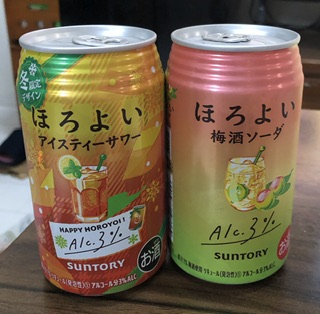 冬限定
デザイン
ほろよい
アイスティーサワー
HAPPY HOROYOI!
Alc.3%
SUNTORY
お酒
ほろよい
梅酒ソーダ
Alc.3%
SUNTORY
お酒